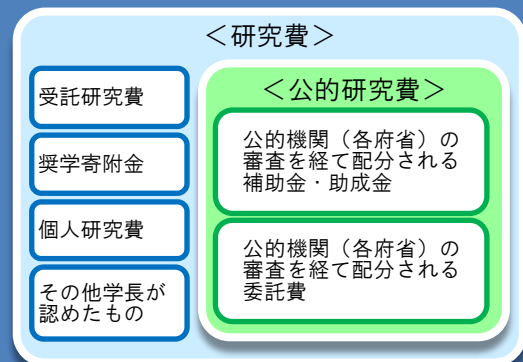 ＜研究費＞
受託研究費
奨学寄附金
個人研究費
その他学長が
認めたもの
＜公的研究費＞
公的機関（各府省）の
審査を経て配分される
補助金・助成金
公的機関（各府省）の
審査を経て配分される
委託費